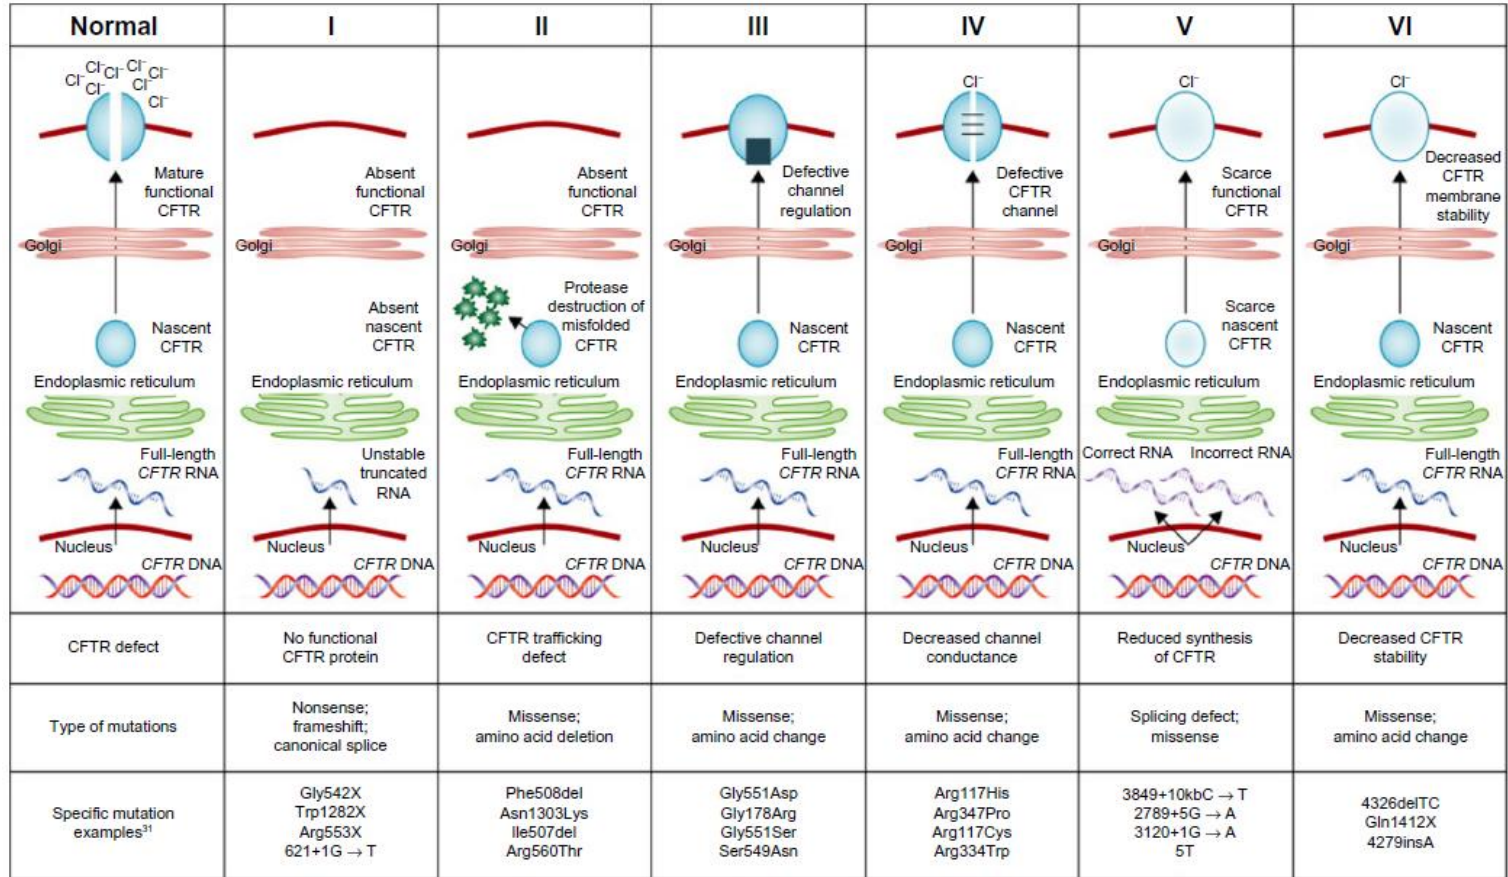 Normal
I
II
III
IV
V
VI
Cl⁻ Cl⁻ Cl⁻ Cl⁻ Cl⁻ Cl⁻ Cl⁻ Cl⁻
Mature
functional
CFTR
Golgi
Nascent
CFTR
Endoplasmic reticulum
Full-length
CFTR RNA
Nucleus
CFTR DNA
Absent
functional
CFTR
Golgi
Absent
nascent
CFTR
Endoplasmic reticulum
Unstable
truncated
RNA
Nucleus
CFTR DNA
Absent
functional
CFTR
Golgi
Protease
destruction of
misfolded
CFTR
Endoplasmic reticulum
Full-length
CFTR RNA
Nucleus
CFTR DNA
Defective
channel
regulation
Golgi
Nascent
CFTR
Endoplasmic reticulum
Full-length
CFTR RNA
Nucleus
CFTR DNA
Cl⁻
Defective
CFTR
channel
Golgi
Nascent
CFTR
Endoplasmic reticulum
Full-length
CFTR RNA
Nucleus
CFTR DNA
Cl⁻
Scarce
functional
CFTR
Golgi
Scarce
nascent
CFTR
Endoplasmic reticulum
Correct RNA
Incorrect RNA
Nucleus
CFTR DNA
Cl⁻
Decreased
CFTR
membrane
stability
Golgi
Nascent
CFTR
Endoplasmic reticulum
Full-length
CFTR RNA
Nucleus
CFTR DNA
CFTR defect
No functional
CFTR protein
CFTR trafficking
defect
Defective channel
regulation
Decreased channel
conductance
Reduced synthesis
of CFTR
Decreased CFTR
stability
Type of mutations
Nonsense;
frameshift;
canonical splice
Missense;
amino acid deletion
Missense;
amino acid change
Missense;
amino acid change
Splicing defect;
missense
Missense;
amino acid change
Specific mutation
examples³¹
Gly542X
Trp1282X
Arg553X
621+1G → T
Phe508del
Asn1303Lys
Ile507del
Arg560Thr
Gly551Asp
Gly178Arg
Gly551Ser
Ser549Asn
Arg117His
Arg347Pro
Arg117Cys
Arg334Trp
3849+10kbC → T
2789+5G → A
3120+1G → A
5T
4326delTC
Gln1412X
4279insA